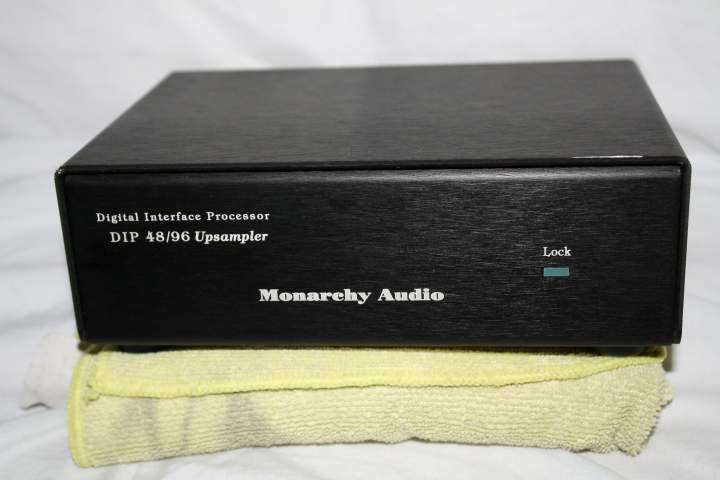 Digital Interface Processor
DIP 48/96 Upsampler
Lock
Monarchy Audio